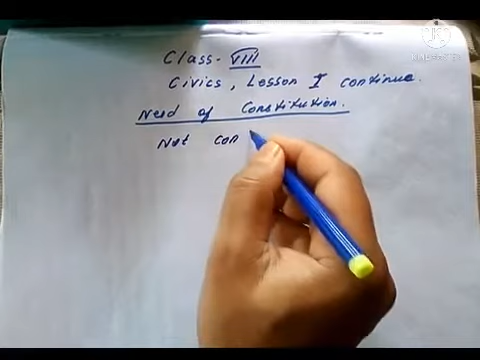 Class - VIII
Civics, Lesson I continue.
Need of Constitution.
Not con